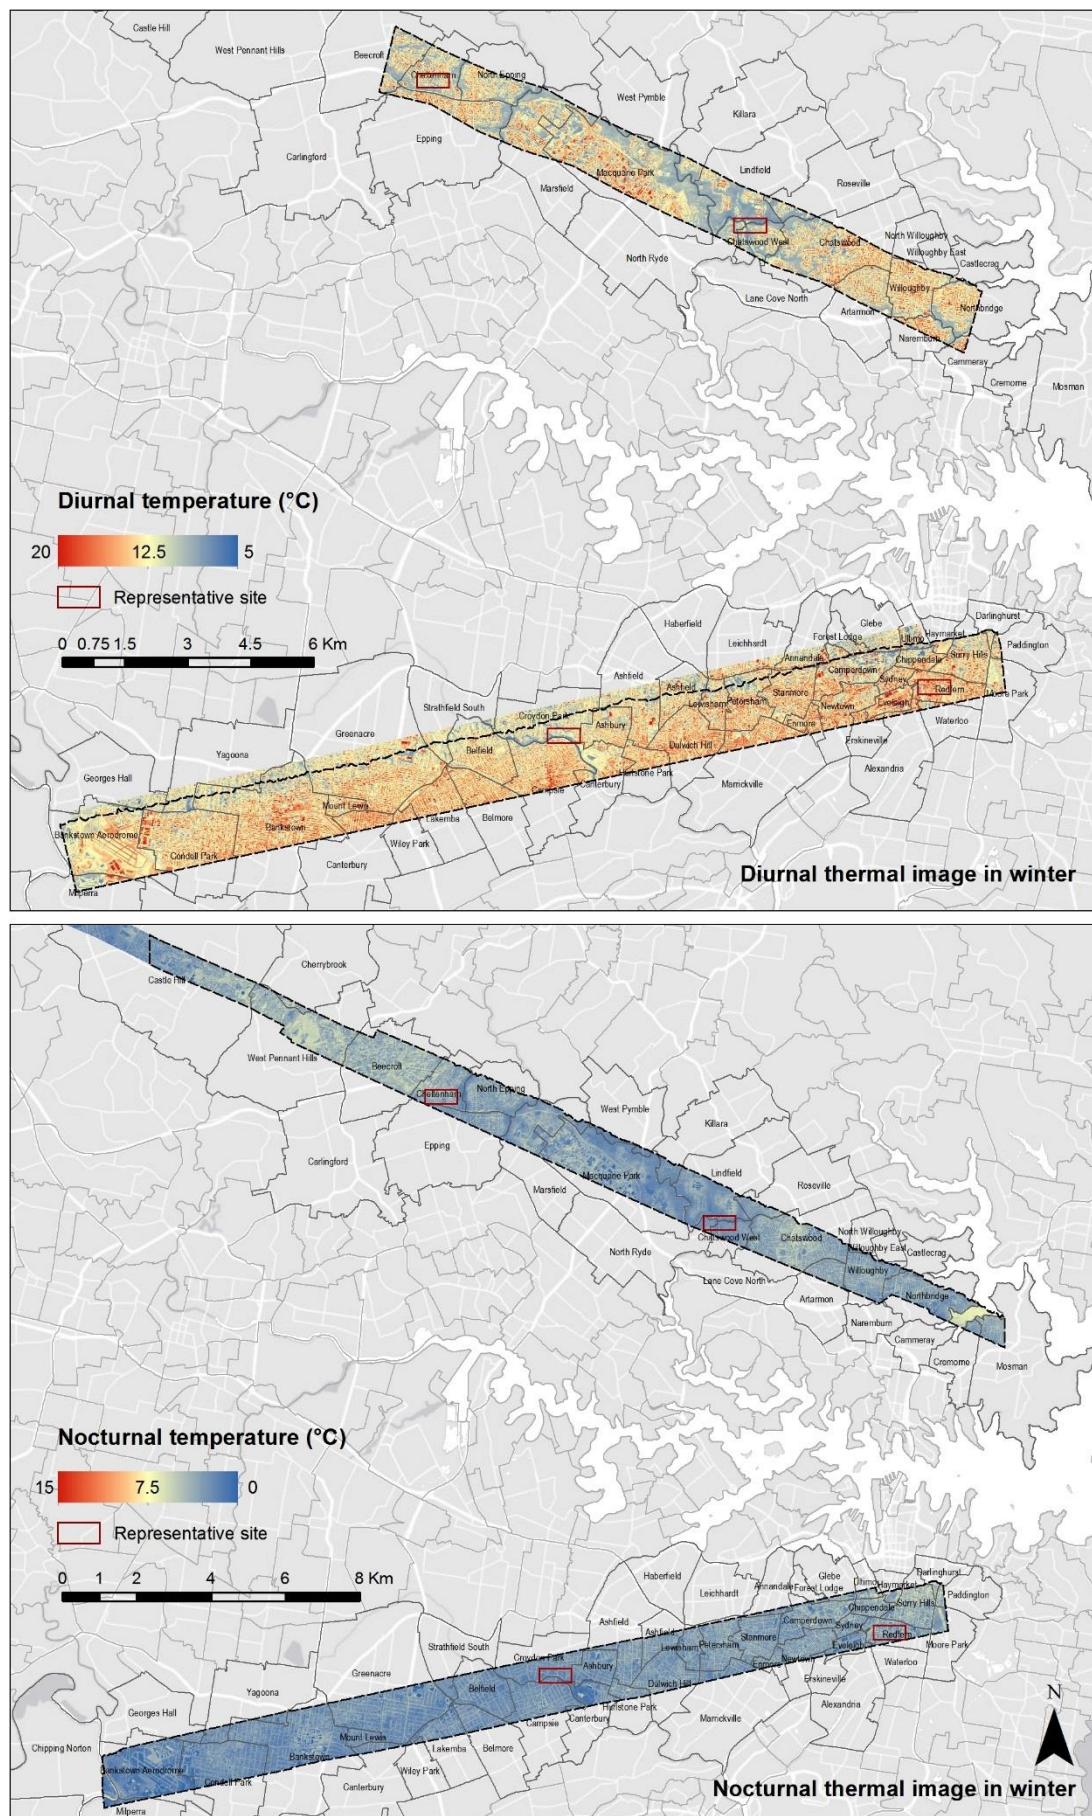 Castle Hill
West Pennant Hills
Beecroft
Cheltenham
North Epping
West Pymble
Killara
Carlingford
Epping
Macquarie Park
Lindfield
Marsfield
Roseville
North Willoughby
Chatswood West
Chatswood
Willoughby East
Castlecrag
North Ryde
Lane Cove North
Willoughby
Northbridge
Artarmon
Naremburn
Cammeray
Cremorne
Mosman
Diurnal temperature (°C)
20 12.5 5
Representative site
0 0.75 1.5 3 4.5 6 Km
Haberfield
Leichhardt
Forest Lodge
Glebe
Ultimo
Haymarket
Darlinghurst
Paddington
Annandale
Camperdown
Chippendale
Surry Hills
Ashfield
Ashfield
Stanmore
Sydney
Redfern
Moore Park
Strathfield South
Croydon Park
Lewisham
Petersham
Newtown
Eveleigh
Greenacre
Ashbury
Enmore
Waterloo
Yagoona
Belfield
Dulwich Hill
Erskineville
Georges Hall
Hurlstone Park
Marrickville
Alexandria
Canterbury
Campsie
Mount Lewis
Lakemba
Belmore
Bankstown Aerodrome
Bankstown
Wiley Park
Condell Park
Canterbury
Milperra
Diurnal thermal image in winter
Cherrybrook
Castle Hill
West Pennant Hills
Beecroft
Cheltenham
North Epping
West Pymble
Killara
Carlingford
Epping
Macquarie Park
Lindfield
Marsfield
Roseville
North Willoughby
Chatswood West
Chatswood
Willoughby East
Castlecrag
North Ryde
Lane Cove North
Willoughby
Northbridge
Artarmon
Naremburn
Cammeray
Cremorne
Mosman
Nocturnal temperature (°C)
15 7.5 0
Representative site
0 1 2 4 6 8 Km
Haberfield
Leichhardt
Annandale
Glebe
Forest Lodge
Ultimo
Haymarket
Darlinghurst
Paddington
Chippendale
Surry Hills
Ashfield
Ashfield
Camperdown
Sydney
Redfern
Strathfield South
Stanmore
Lewisham
Petersham
Eveleigh
Moore Park
Croydon Park
Ashbury
Newtown
Enmore
Waterloo
Greenacre
Belfield
Dulwich Hill
Erskineville
Yagoona
Hurlstone Park
Alexandria
Georges Hall
Canterbury
Campsie
Marrickville
Chipping Norton
Mount Lewis
Lakemba
Belmore
Bankstown Aerodrome
Bankstown
Wiley Park
Condell Park
Canterbury
Milperra
N
Nocturnal thermal image in winter